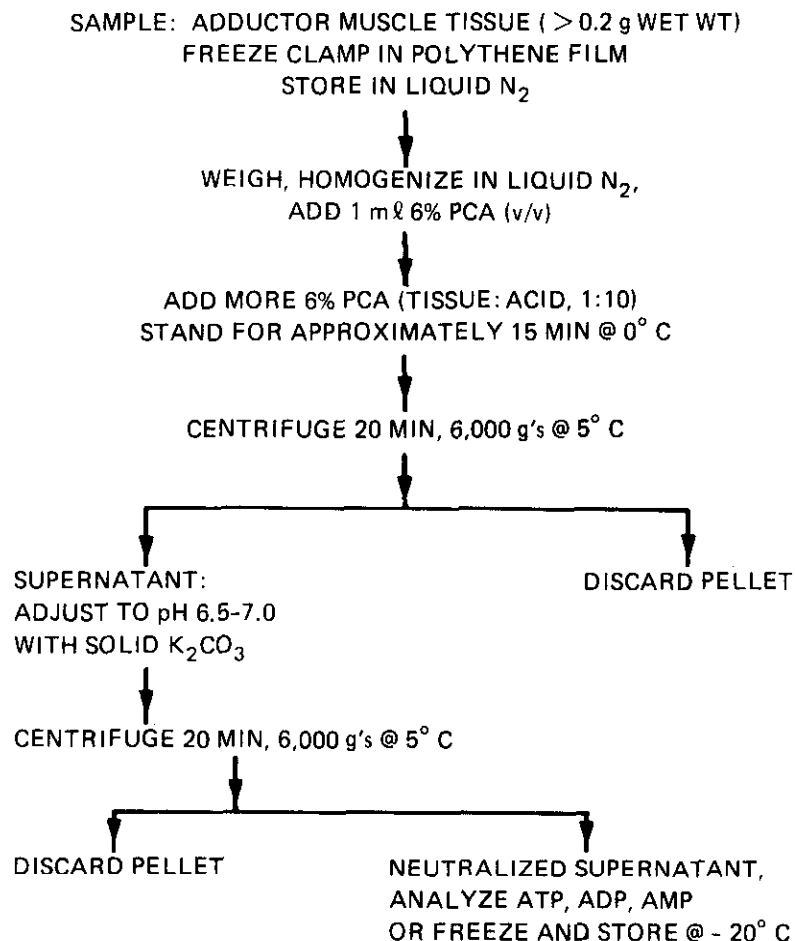 SAMPLE: ADDUCTOR MUSCLE TISSUE (> 0.2 g WET WT)
FREEZE CLAMP IN POLYTHENE FILM
STORE IN LIQUID N₂
WEIGH, HOMOGENIZE IN LIQUID N₂,
ADD 1 mℓ 6% PCA (v/v)
ADD MORE 6% PCA (TISSUE: ACID, 1:10)
STAND FOR APPROXIMATELY 15 MIN @ 0° C
CENTRIFUGE 20 MIN, 6,000 g's @ 5° C
SUPERNATANT:
ADJUST TO pH 6.5-7.0
WITH SOLID K₂CO₃
DISCARD PELLET
CENTRIFUGE 20 MIN, 6,000 g's @ 5° C
DISCARD PELLET
NEUTRALIZED SUPERNATANT,
ANALYZE ATP, ADP, AMP
OR FREEZE AND STORE @ - 20° C